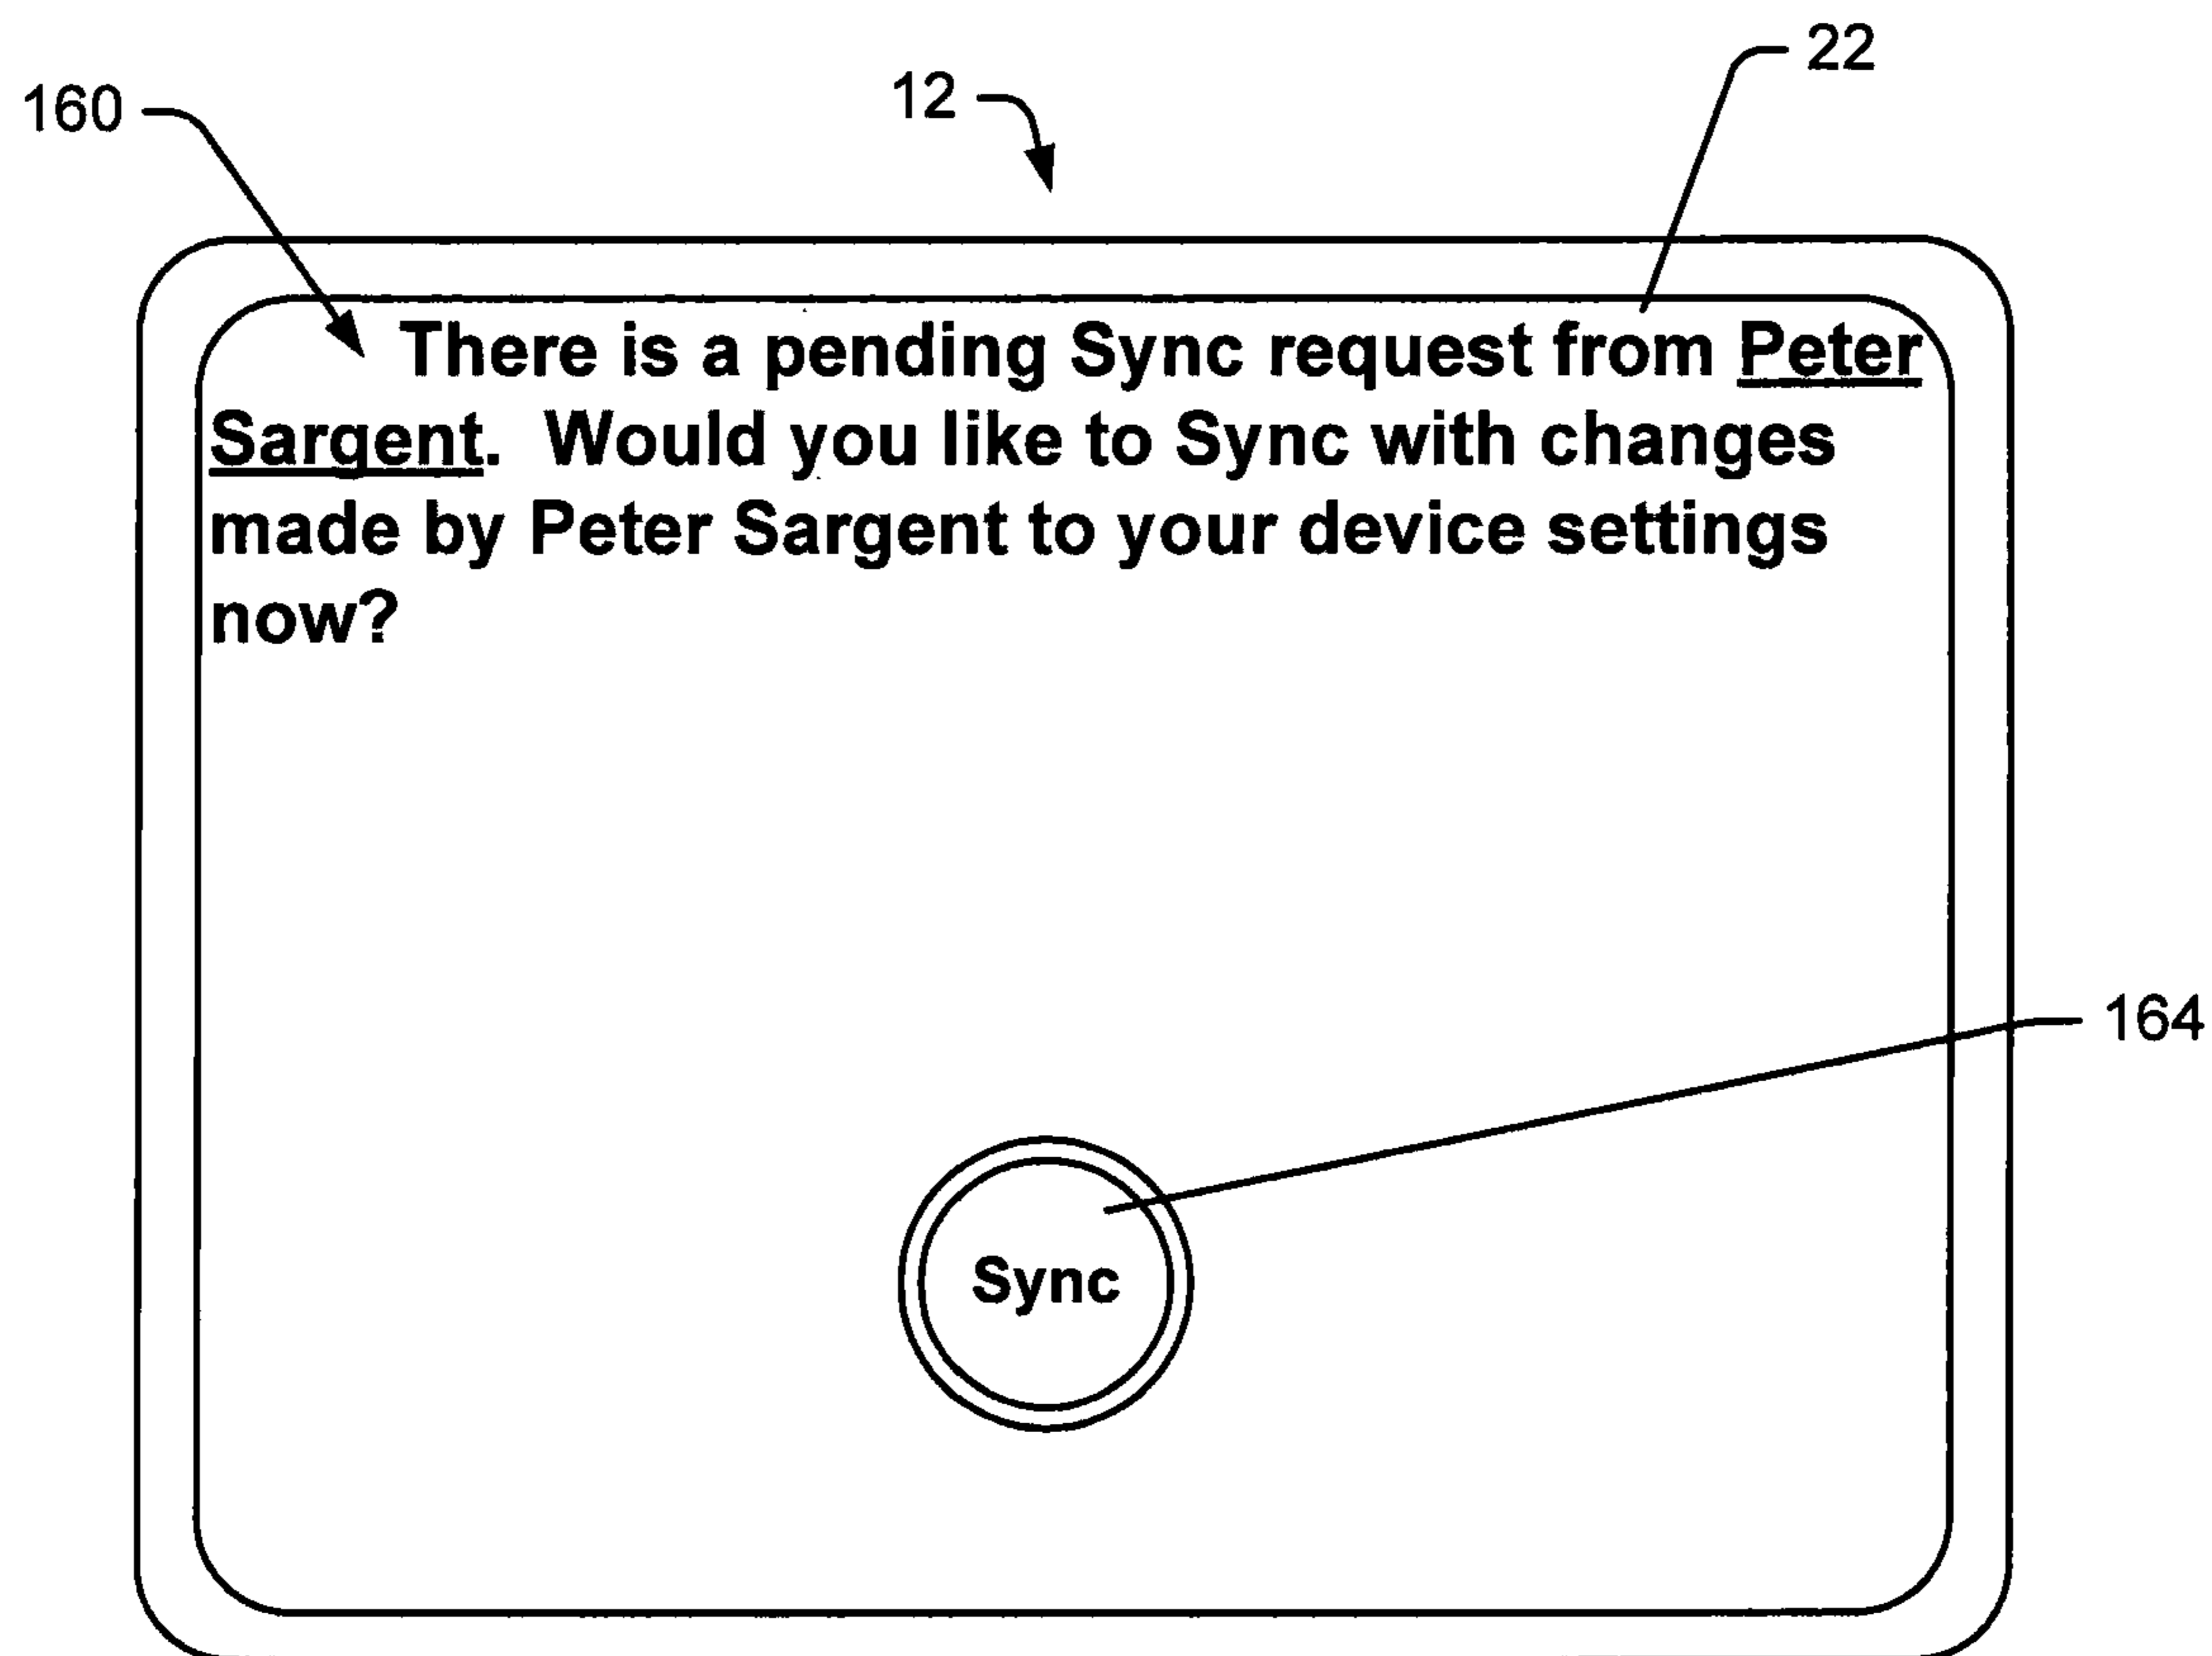 22
12
160
There is a pending Sync request from Peter
Sargent.  Would you like to Sync with changes
made by Peter Sargent to your device settings
now?
164
Sync